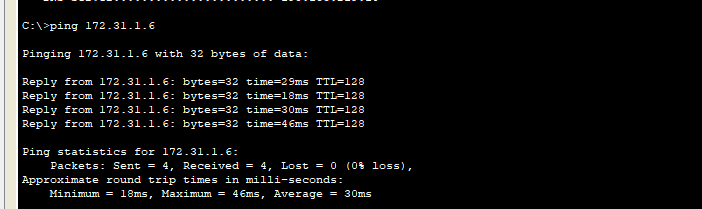 C:\>ping 172.31.1.6
Pinging 172.31.1.6 with 32 bytes of data:
Reply from 172.31.1.6: bytes=32 time=29ms TTL=128
Reply from 172.31.1.6: bytes=32 time=18ms TTL=128
Reply from 172.31.1.6: bytes=32 time=30ms TTL=128
Reply from 172.31.1.6: bytes=32 time=46ms TTL=128
Ping statistics for 172.31.1.6:
Packets: Sent = 4, Received = 4, Lost = 0 (0% loss),
Approximate round trip times in milli-seconds:
Minimum = 18ms, Maximum = 46ms, Average = 30ms